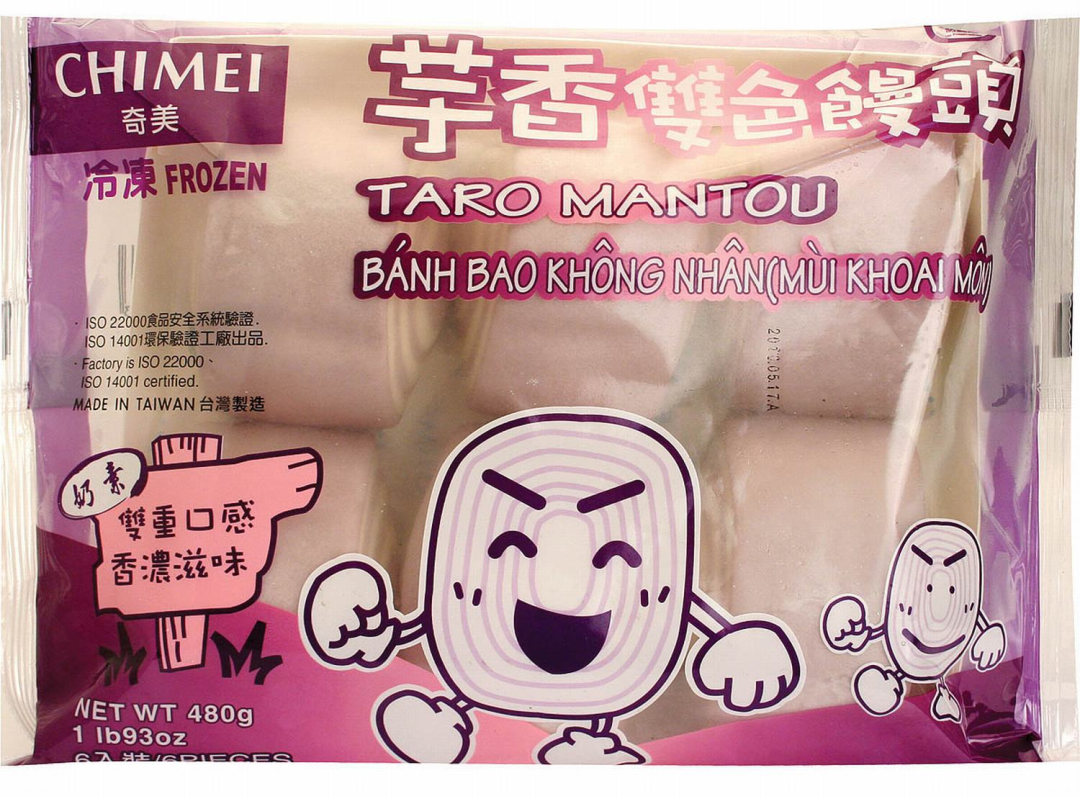 CHIMEI
奇美
冷凍 FROZEN
芋香雙色饅頭
TARO MANTOU
BÁNH BAO KHÔNG NHÂN(MÙI KHOAI MÔN)
· ISO 22000食品安全系統驗證.
ISO 14001環保驗證工廠出品.
· Factory is ISO 22000、
ISO 14001 certified.
MADE IN TAIWAN 台灣製造
奶素
雙重口感
香濃滋味
NET WT 480g
1 lb93oz
6入裝/6PIECES